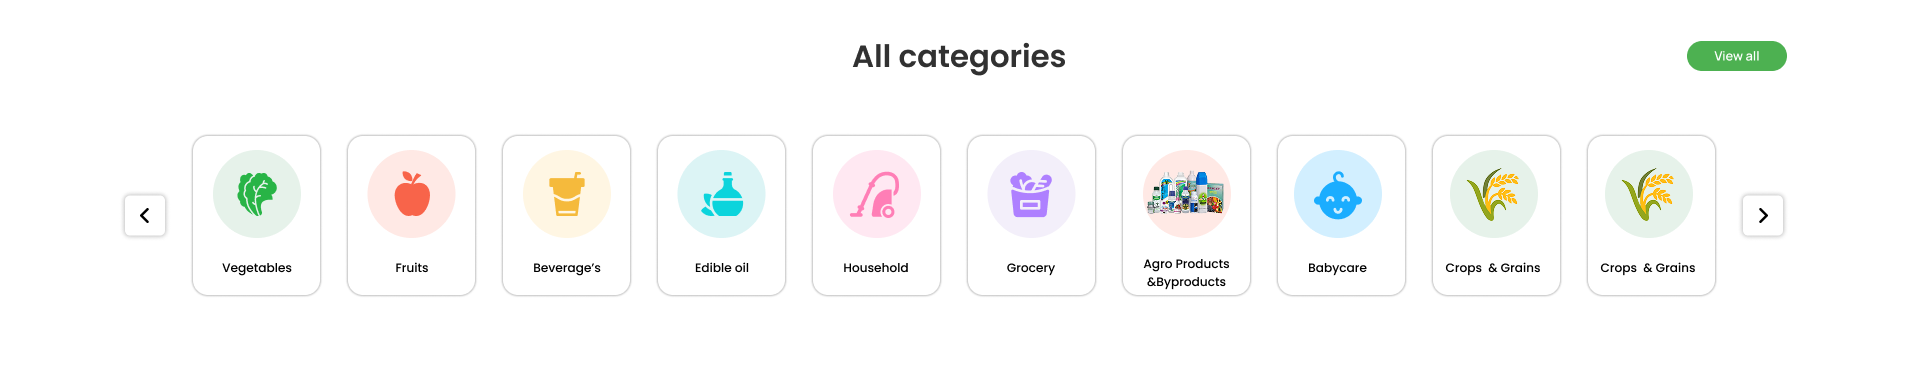 All categories
View all
Vegetables
Fruits
Beverage's
Edible oil
Household
Grocery
Agro Products
&Byproducts
Babycare
Crops & Grains
Crops & Grains